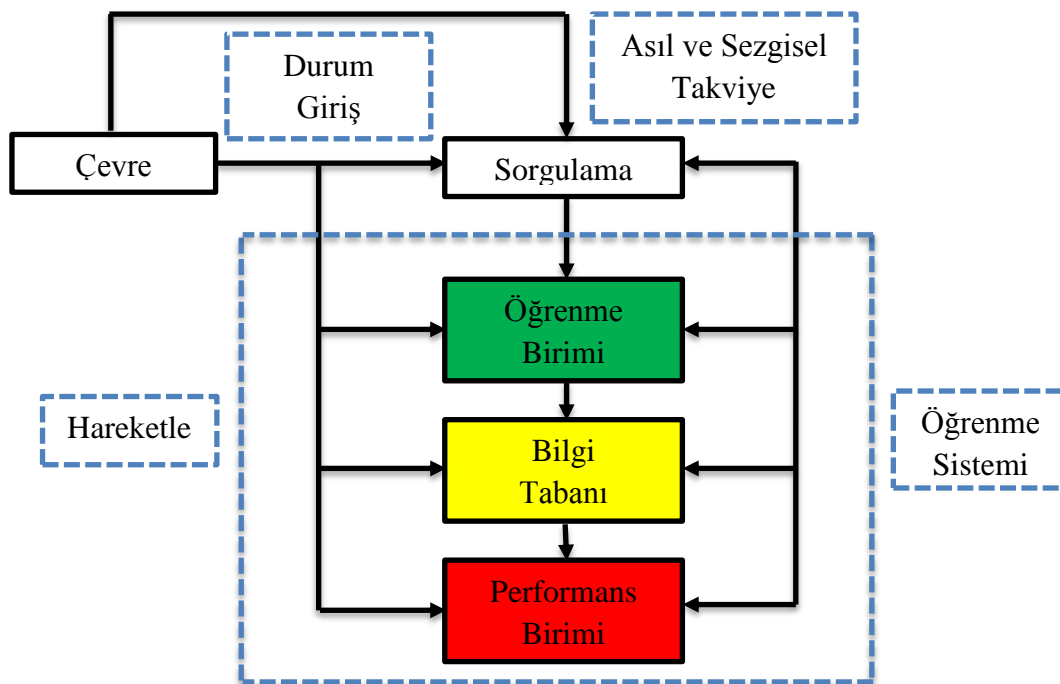 Durum
Giriş
Asıl ve Sezgisel
Takviye
Çevre
Sorgulama
Öğrenme
Birimi
Hareketle
Bilgi
Tabanı
Öğrenme
Sistemi
Performans
Birimi